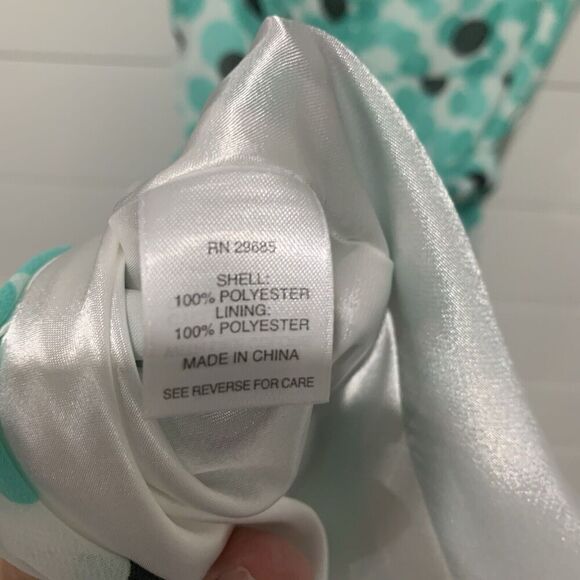 RN 29685
SHELL:
100% POLYESTER
LINING:
100% POLYESTER
MADE IN CHINA
SEE REVERSE FOR CARE